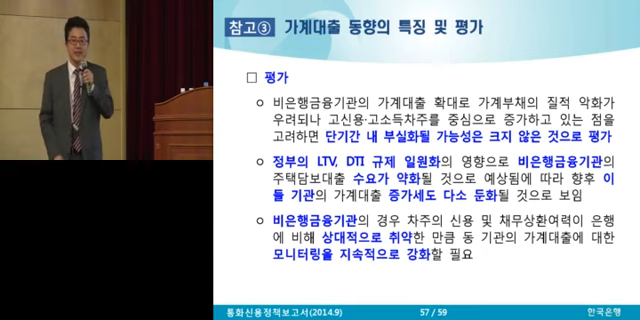 참고③ 가계대출 동향의 특징 및 평가
□ 평가
○ 비은행금융기관의 가계대출 확대로 가계부채의 질적 악화가
우려되나 고신용·고소득차주를 중심으로 증가하고 있는 점을
고려하면 단기간 내 부실화될 가능성은 크지 않은 것으로 평가
○ 정부의 LTV, DTI 규제 일원화의 영향으로 비은행금융기관의
주택담보대출 수요가 약화될 것으로 예상됨에 따라 향후 이
들 기관의 가계대출 증가세도 다소 둔화될 것으로 보임
○ 비은행금융기관의 경우 차주의 신용 및 채무상환여력이 은행
에 비해 상대적으로 취약한 만큼 동 기관의 가계대출에 대한
모니터링을 지속적으로 강화할 필요
통화신용정책보고서(2014.9) 57 / 59 한국은행